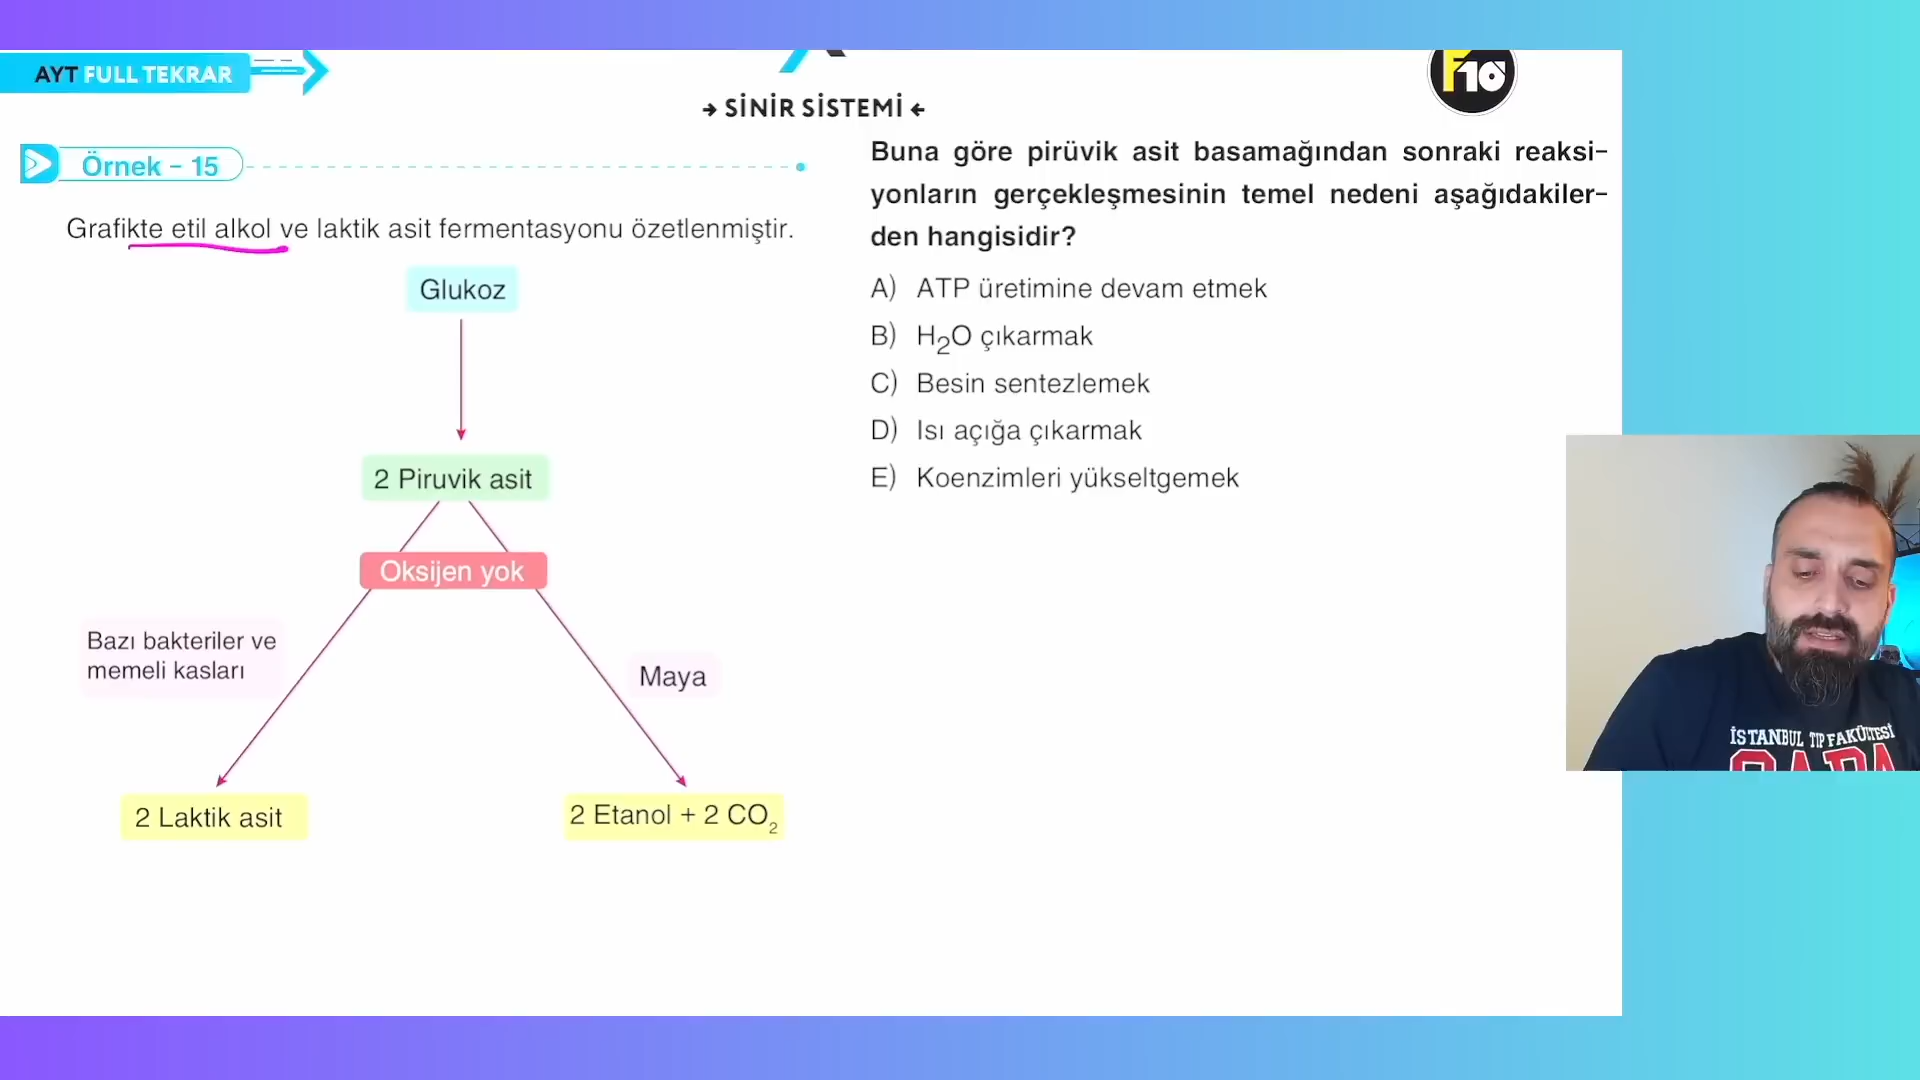 AYT FULL TEKRAR
→ SİNİR SİSTEMİ ←
F10
Örnek – 15
Grafikte etil alkol ve laktik asit fermentasyonu özetlenmiştir.
Glukoz
2 Piruvik asit
Oksijen yok
Bazı bakteriler ve
memeli kasları
Maya
2 Laktik asit
2 Etanol + 2 CO₂
Buna göre pirüvik asit basamağından sonraki reaksi-
yonların gerçekleşmesinin temel nedeni aşağıdakiler-
den hangisidir?
A) ATP üretimine devam etmek
B) H₂O çıkarmak
C) Besin sentezlemek
D) Isı açığa çıkarmak
E) Koenzimleri yükseltgemek
İSTANBUL TIP FAKÜLTESİ